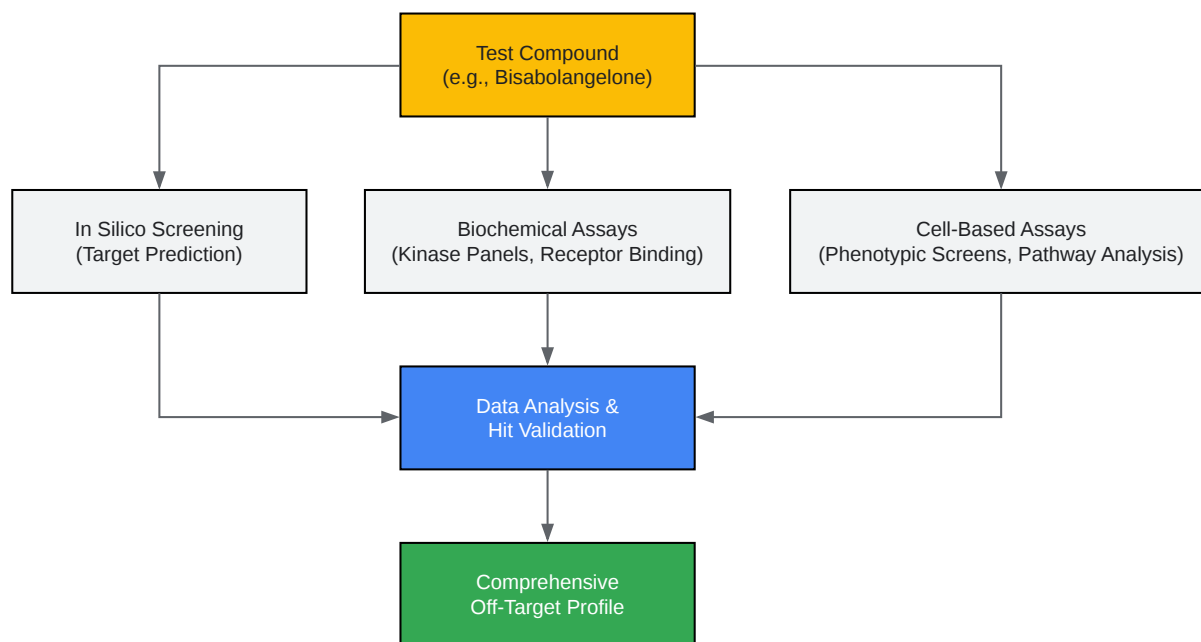 Test Compound
(e.g., Bisabolangelone)
In Silico Screening
(Target Prediction)
Biochemical Assays
(Kinase Panels, Receptor Binding)
Cell-Based Assays
(Phenotypic Screens, Pathway Analysis)
Data Analysis &
Hit Validation
Comprehensive
Off-Target Profile